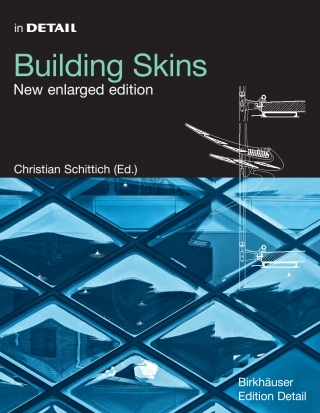 in DETAIL
Building Skins
New enlarged edition
Christian Schittich (Ed.)
Birkhäuser
Edition Detail